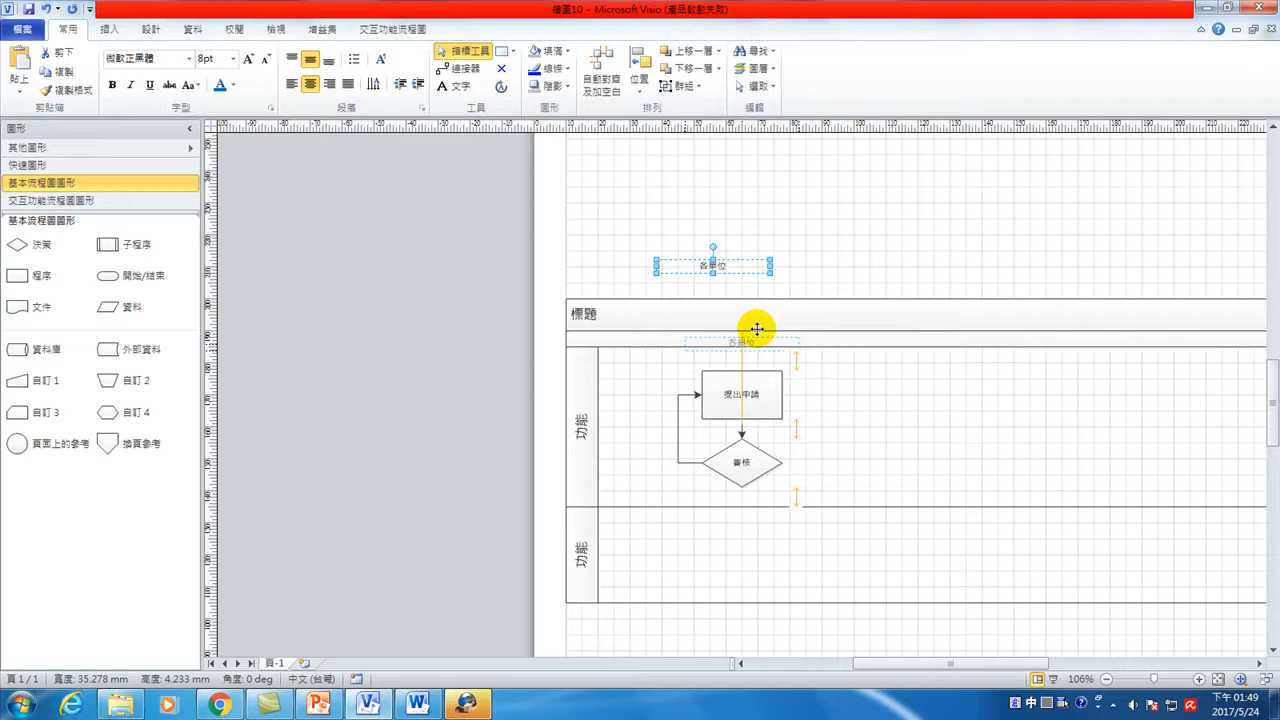 繪圖10 - Microsoft Visio (產品啟動失敗)
檔案 常用 插入 設計 資料 校閱 檢視 增益集 交互功能流程圖
貼上 剪下 複製 複製格式 剪貼簿
微軟正黑體 8pt 字型
段落
指標工具 連接器 文字 工具
填滿 線條 陰影 圖形
自動對齊及加空白 位置 上移一層 下移一層 群組 排列
尋找 圖層 選取 編輯
圖形
其他圖形
快速圖形
基本流程圖圖形
交互功能流程圖圖形
基本流程圖圖形
決策 子程序
程序 開始/結束
文件 資料
資料庫 外部資料
自訂 1 自訂 2
自訂 3 自訂 4
頁面上的參考 換頁參考
各單位
標題
各單位
功能
提出申請
審核
功能
頁-1
頁 1 / 1 寬度: 35.278 mm 高度: 4.233 mm 角度: 0 deg 中文 (台灣) 106%
下午 01:49
2017/5/24